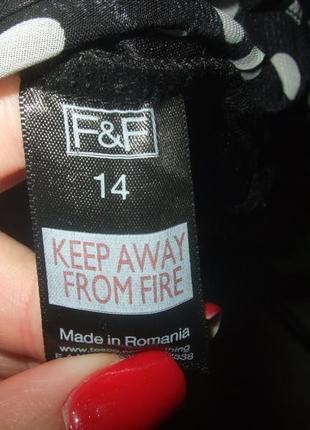 F&F
14
KEEP AWAY
FROM FIRE
Made in Romania